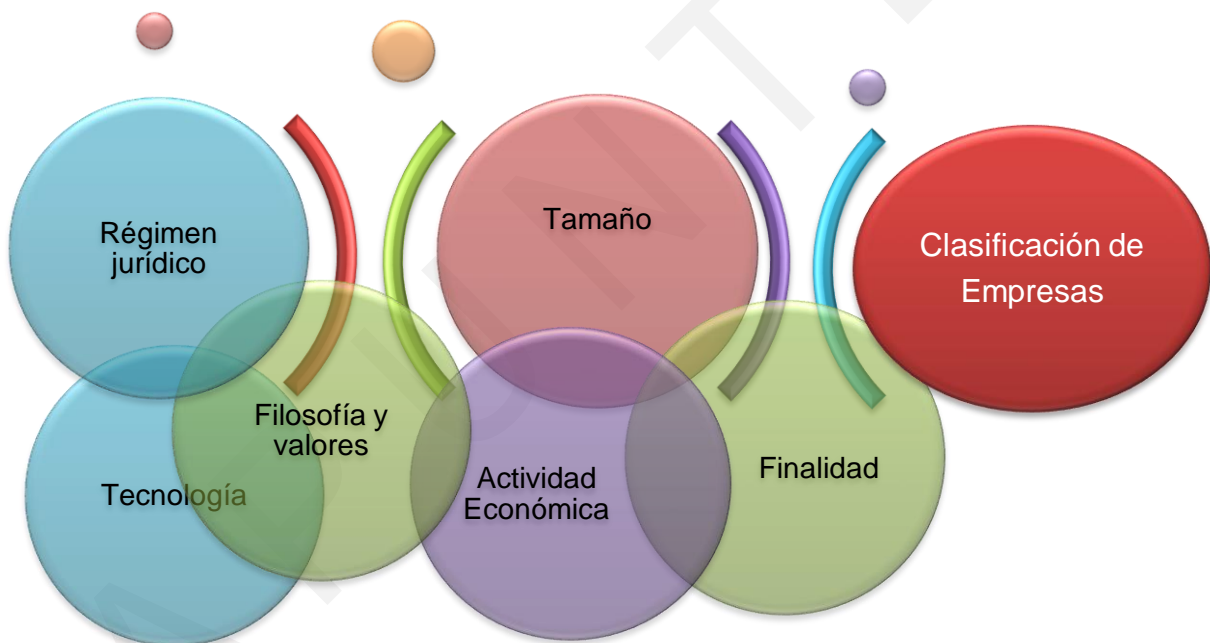 Régimen
jurídico
Tamaño
Clasificación de
Empresas
Filosofía y
valores
Tecnología
Actividad
Económica
Finalidad